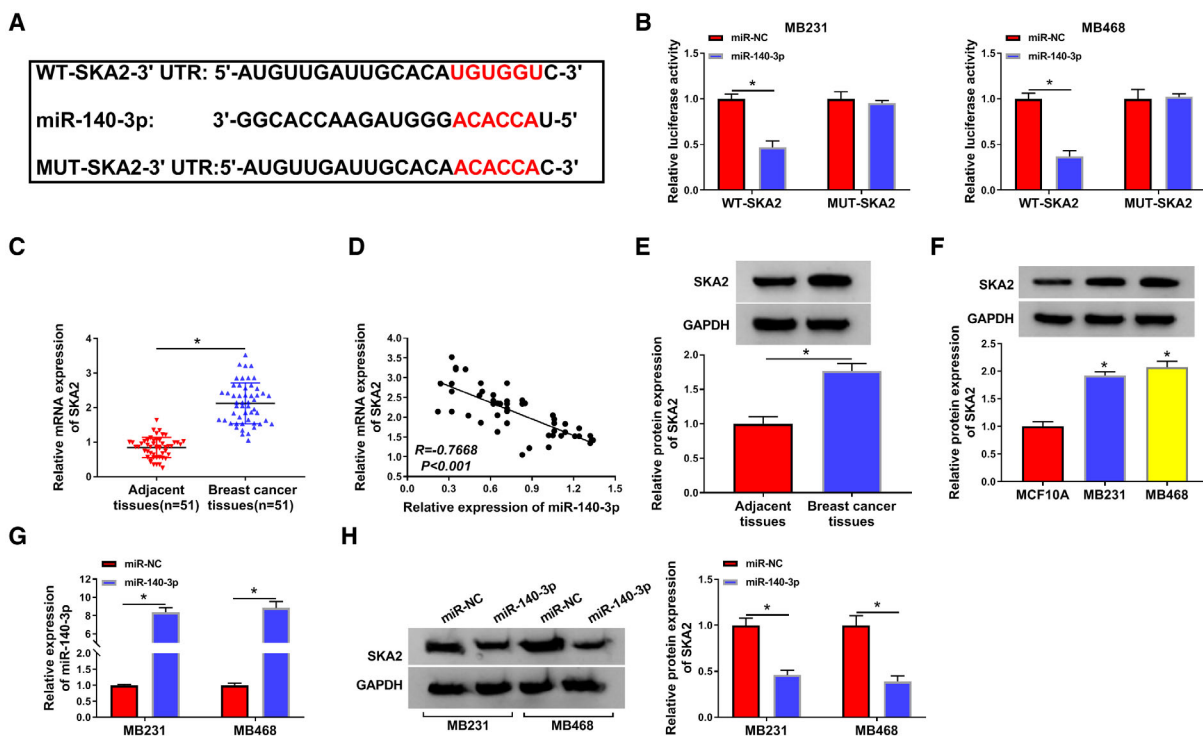 A
WT-SKA2-3' UTR: 5'-AUGUUGAUUGCACAUGUGGUC-3'
miR-140-3p: 3'-GGCACCAAGAUGGGACACCAU-5'
MUT-SKA2-3' UTR:5'-AUGUUGAUUGCACAACACCAC-3'
B
MB231
miR-NC
miR-140-3p
Relative luciferase activity
1.5
1.0
0.5
0.0
*
WT-SKA2 MUT-SKA2
MB468
miR-NC
miR-140-3p
Relative luciferase activity
1.5
1.0
0.5
0.0
*
WT-SKA2 MUT-SKA2
C
Relative mRNA expression
of SKA2
4
3
2
1
0
*
Adjacent Breast cancer
tissues(n=51) tissues(n=51)
D
Relative mRNA expression
of SKA2
4.0
3.5
3.0
2.5
2.0
1.5
1.0
0.5
0.0
R=-0.7668
P<0.001
0.0 0.3 0.6 0.9 1.2 1.5
Relative expression of miR-140-3p
E
SKA2
GAPDH
Relative protein expression
of SKA2
2.0
1.5
1.0
0.5
0.0
*
Adjacent Breast cancer
tissues tissues
F
SKA2
GAPDH
Relative protein expression
of SKA2
2.5
2.0
1.5
1.0
0.5
0.0
* *
MCF10A MB231 MB468
G
miR-NC
miR-140-3p
Relative expression
of miR-140-3p
12
10
8
6
2.0
1.5
1.0
0.5
0.0
* *
MB231 MB468
H
miR-NC miR-140-3p miR-NC miR-140-3p
SKA2
GAPDH
MB231 MB468
miR-NC
miR-140-3p
Relative protein expression
of SKA2
1.5
1.0
0.5
0.0
* *
MB231 MB468